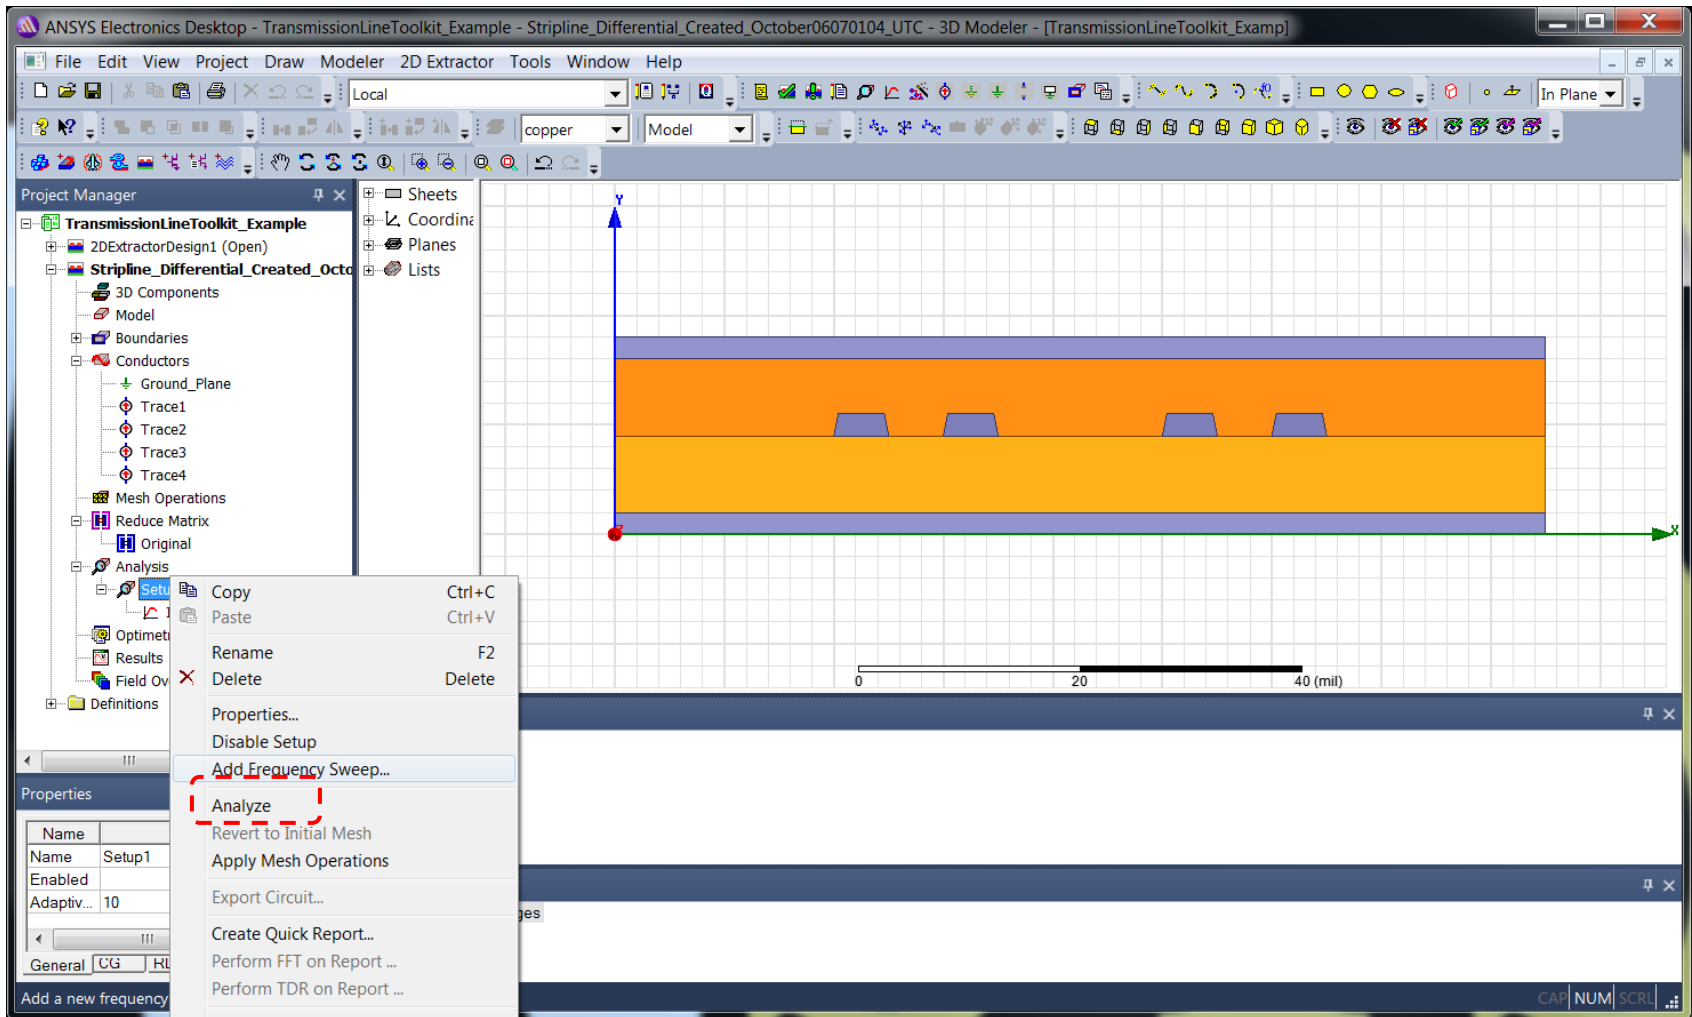 ANSYS Electronics Desktop - TransmissionLineToolkit_Example - Stripline_Differential_Created_October06070104_UTC - 3D Modeler - [TransmissionLineToolkit_Examp]
File Edit View Project Draw Modeler 2D Extractor Tools Window Help
Local
In Plane
copper
Model
Project Manager
TransmissionLineToolkit_Example
2DExtractorDesign1 (Open)
Stripline_Differential_Created_Octo
3D Components
Model
Boundaries
Conductors
Ground_Plane
Trace1
Trace2
Trace3
Trace4
Mesh Operations
Reduce Matrix
Original
Analysis
Setu
Optimetr
Results
Field Ov
Definitions
Sheets
Coordina
Planes
Lists
Y
X
0 20 40 (mil)
Copy Ctrl+C
Paste Ctrl+V
Rename F2
Delete Delete
Properties...
Disable Setup
Add Frequency Sweep...
Analyze
Revert to Initial Mesh
Apply Mesh Operations
Export Circuit...
Create Quick Report...
Perform FFT on Report ...
Perform TDR on Report ...
Properties
Name
Name Setup1
Enabled
Adaptiv... 10
General CG RL
ges
Add a new frequency
CAP NUM SCRL